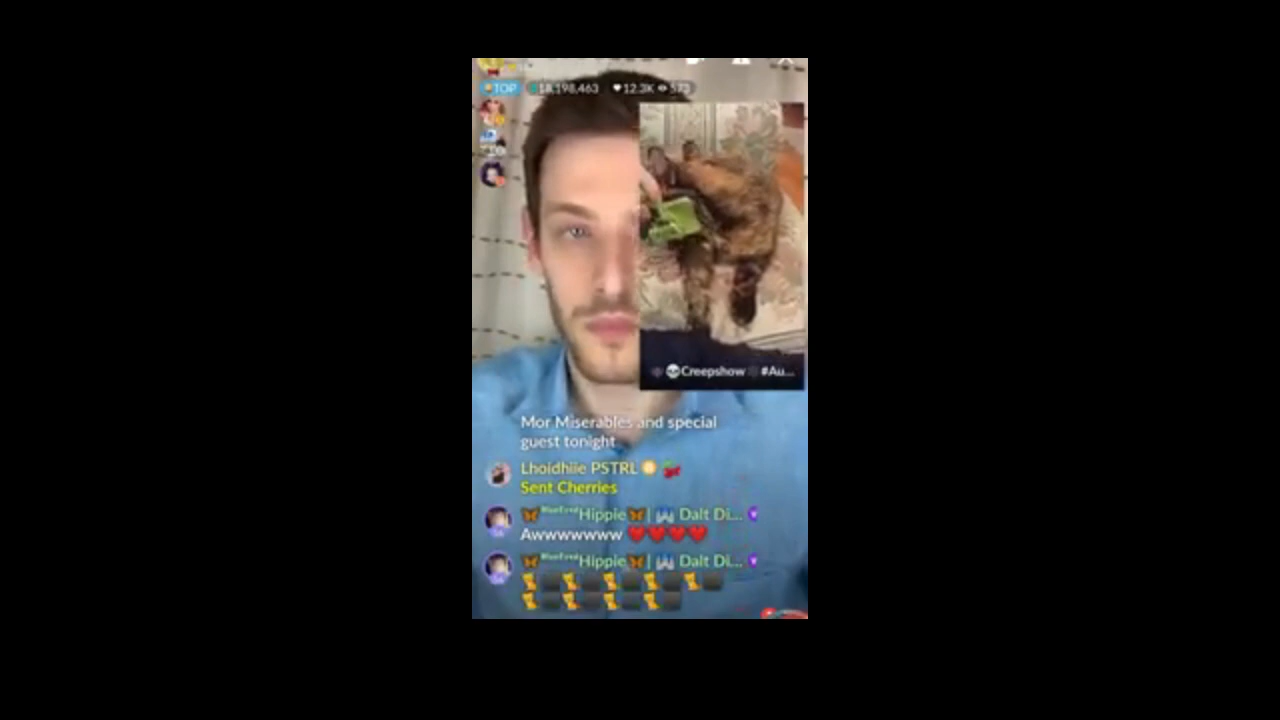 TOP 18,198,463 12.3K 573
Creepshow #Au...
Mor Miserables and special
guest tonight
Lhoidhiie PSTRL
Sent Cherries
Hippie | Dalt Di...
Awwwwwww
Hippie | Dalt Di...